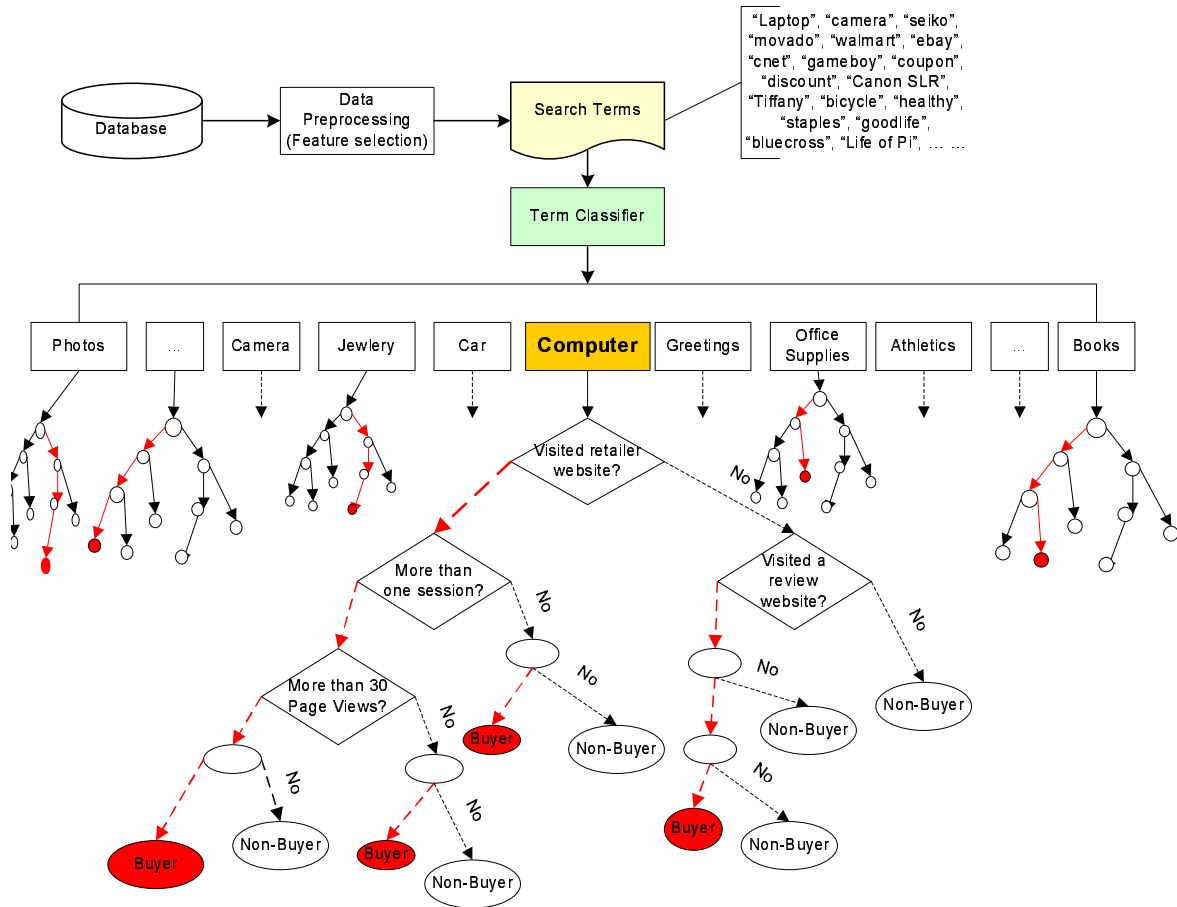 “Laptop”, “camera”, “seiko”,
“movado”, “walmart”, “ebay”,
“cnet”, “gameboy”, “coupon”,
“discount”, “Canon SLR”,
“Tiffany”, “bicycle”, “healthy”,
“staples”, “goodlife”,
“bluecross”, “Life of Pi”, … …
Database
Data
Preprocessing
(Feature selection)
Search Terms
Term Classifier
Photos
...
Camera
Jewlery
Car
Computer
Greetings
Office
Supplies
Athletics
...
Books
Visited retailer
website?
No
More than
one session?
No
Visited a
review
website?
No
More than 30
Page Views?
No
No
No
Buyer
Non-Buyer
Non-Buyer
Non-Buyer
No
No
No
Buyer
Non-Buyer
Buyer
Non-Buyer
Buyer
Non-Buyer